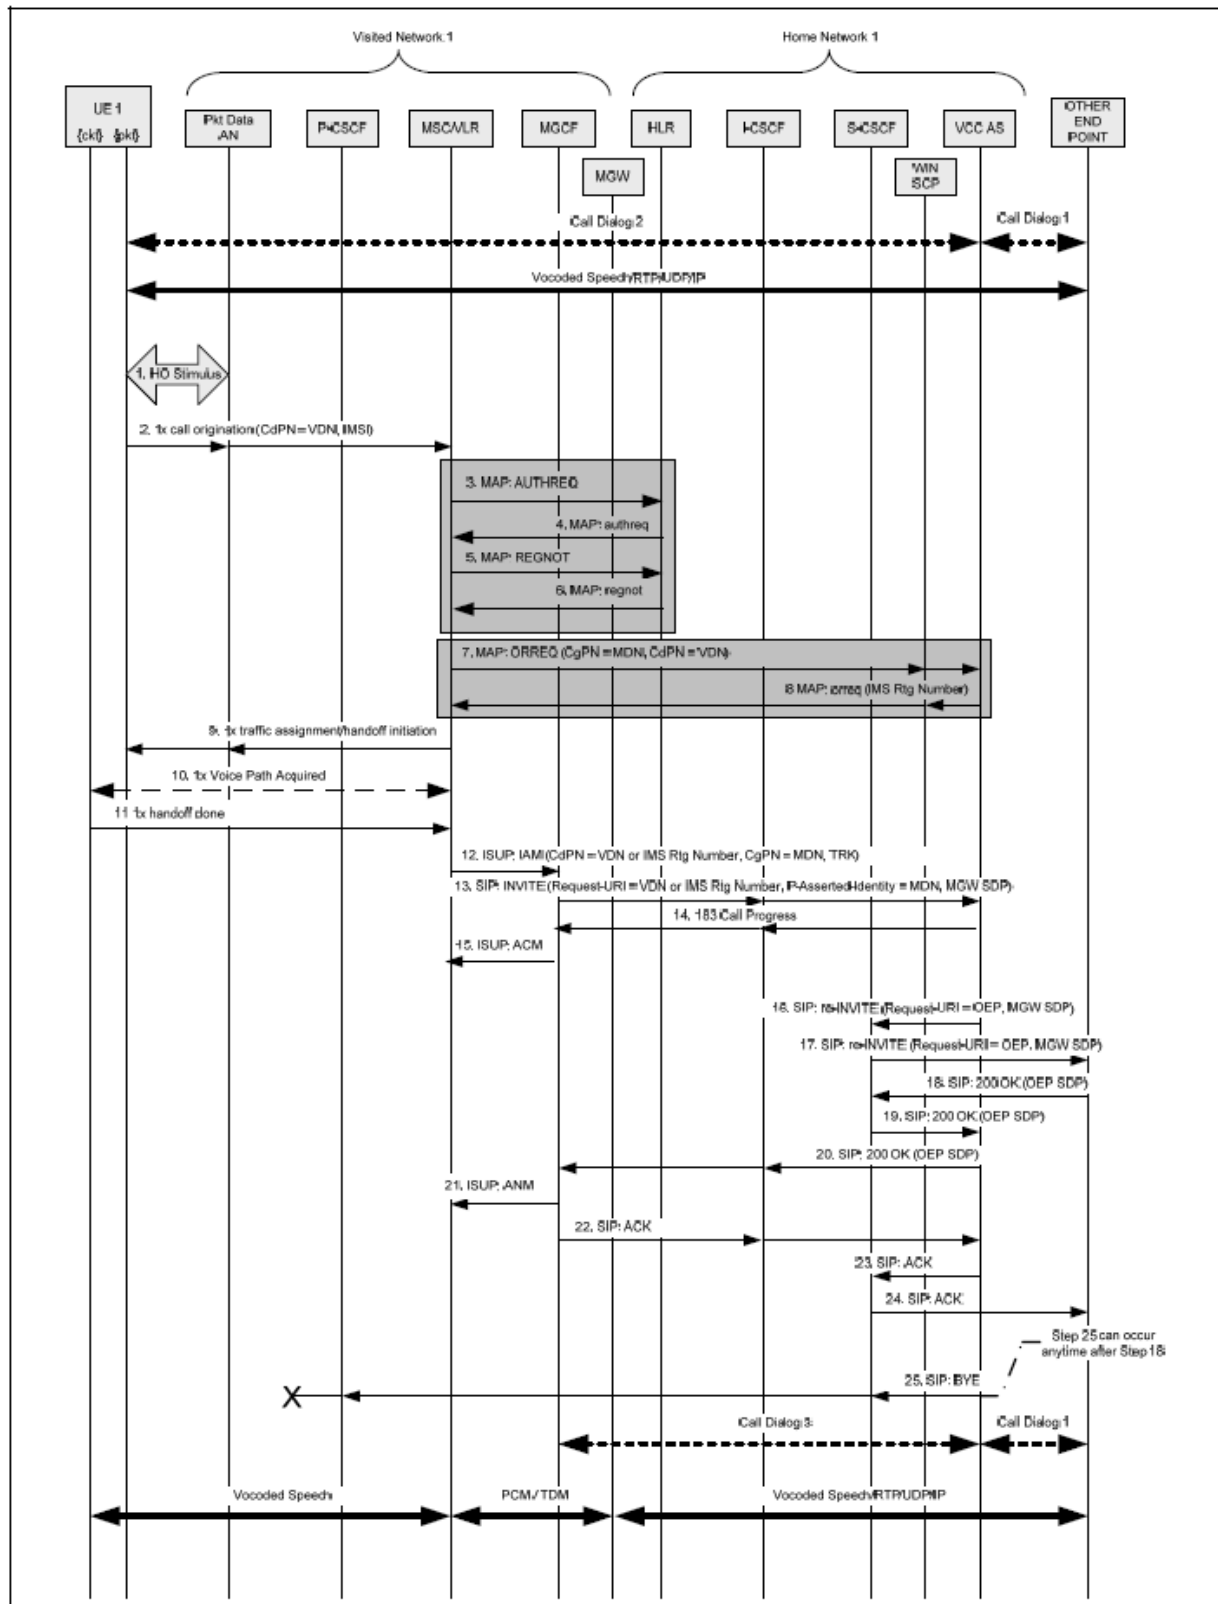 Visited Network 1
Home Network 1
UE 1
{ckt} {pkt}
Pkt Data
AN
P-CSCF
MSC/VLR
MGCF
HLR
I-CSCF
S-CSCF
VCC AS
OTHER
END
POINT
MGW
WIN
SCP
Call Dialog 2
Call Dialog 1
Vocoded Speech/RTP/UDP/IP
1. HO Stimulus
2. 1x call origination (CdPN = VDN, IMSI)
3. MAP: AUTHREQ
4. MAP: authreq
5. MAP: REGNOT
6. MAP: regnot
7. MAP: ORREQ (CgPN = MDN, CdPN = VDN)
8 MAP: orreq (IMS Rtg Number)
9. 1x traffic assignment/handoff initiation
10. 1x Voice Path Acquired
11 1x handoff done
12. ISUP: IAM (CdPN = VDN or IMS Rtg Number, CgPN = MDN, TRK)
13. SIP: INVITE (Request-URI = VDN or IMS Rtg Number, P-Asserted-Identity = MDN, MGW SDP)
14. 183 Call Progress
15. ISUP: ACM
16. SIP: re-INVITE (Request-URI = OEP, MGW SDP)
17. SIP: re-INVITE (Request-URI = OEP, MGW SDP)
18. SIP: 200 OK (OEP SDP)
19. SIP: 200 OK (OEP SDP)
20. SIP: 200 OK (OEP SDP)
21. ISUP: ANM
22. SIP: ACK
23. SIP: ACK
24. SIP: ACK
Step 25 can occur
anytime after Step 18
25. SIP: BYE
X
Call Dialog 3
Call Dialog 1
Vocoded Speech
PCM / TDM
Vocoded Speech/RTP/UDP/IP